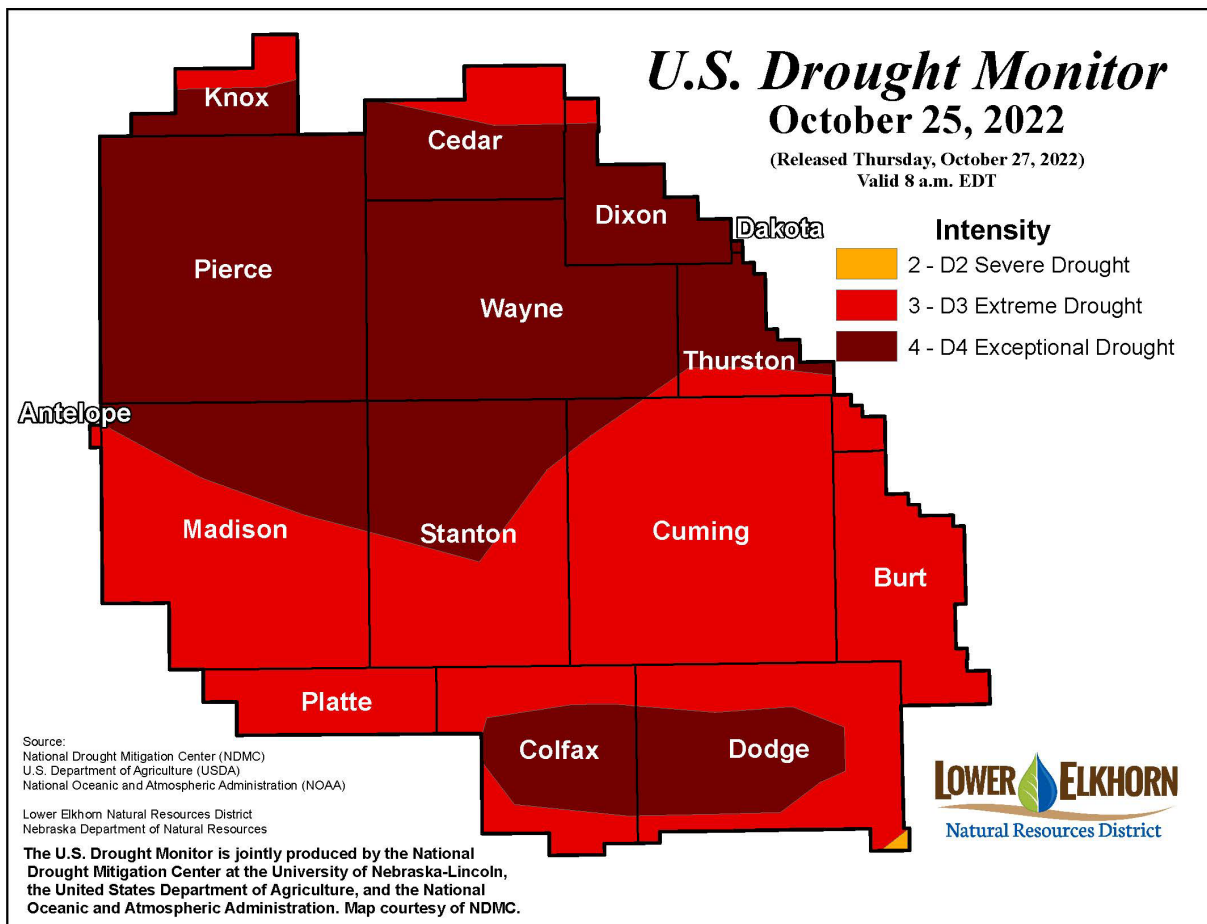 U.S. Drought Monitor
October 25, 2022
(Released Thursday, October 27, 2022)
Valid 8 a.m. EDT
Intensity
2 - D2 Severe Drought
3 - D3 Extreme Drought
4 - D4 Exceptional Drought
Knox
Cedar
Dixon
Dakota
Pierce
Wayne
Thurston
Antelope
Madison
Stanton
Cuming
Burt
Platte
Colfax
Dodge
Source:
National Drought Mitigation Center (NDMC)
U.S. Department of Agriculture (USDA)
National Oceanic and Atmospheric Administration (NOAA)
Lower Elkhorn Natural Resources District
Nebraska Department of Natural Resources
The U.S. Drought Monitor is jointly produced by the National
Drought Mitigation Center at the University of Nebraska-Lincoln,
the United States Department of Agriculture, and the National
Oceanic and Atmospheric Administration. Map courtesy of NDMC.
LOWER ELKHORN
Natural Resources District